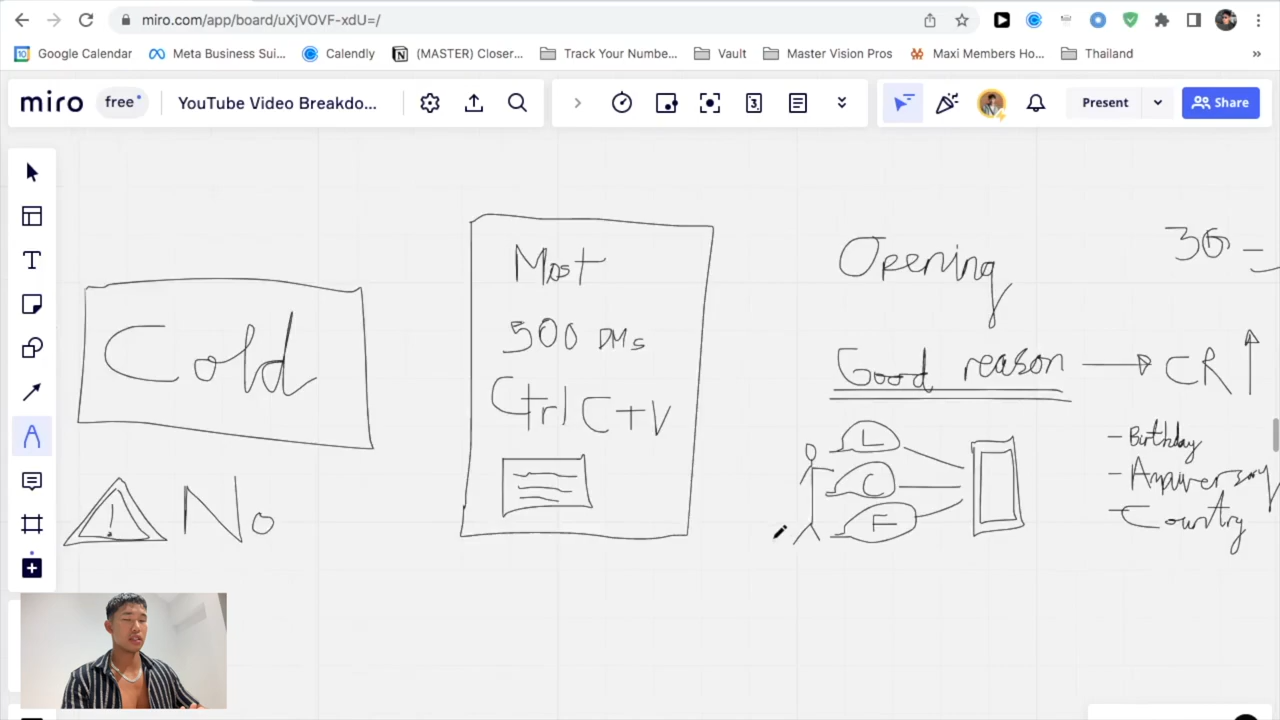 miro.com/app/board/uXjVOVF-xdU=/
Google Calendar
Meta Business Sui...
Calendly
(MASTER) Closer...
Track Your Numbe...
Vault
Master Vision Pros
Maxi Members Ho...
Thailand
»
miro
free
YouTube Video Breakdo...
3
Present
Share
Cold
! No
Most
500 DMs
Ctrl C + V
Opening
Good reason
CR
L
C
F
- Birthday
- Anniversary
- Country